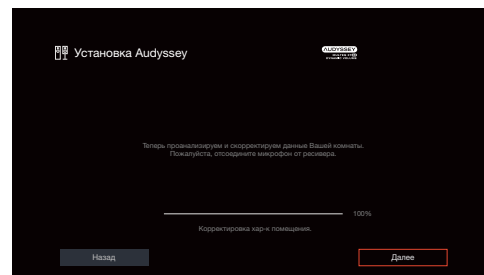 Установка Audyssey
AUDYSSEY
Теперь проанализируем и скорректируем данные Вашей комнаты.
Пожалуйста, отсоедините микрофон от ресивера.
100%
Корректировка хар-к помещения.
Назад
Далее